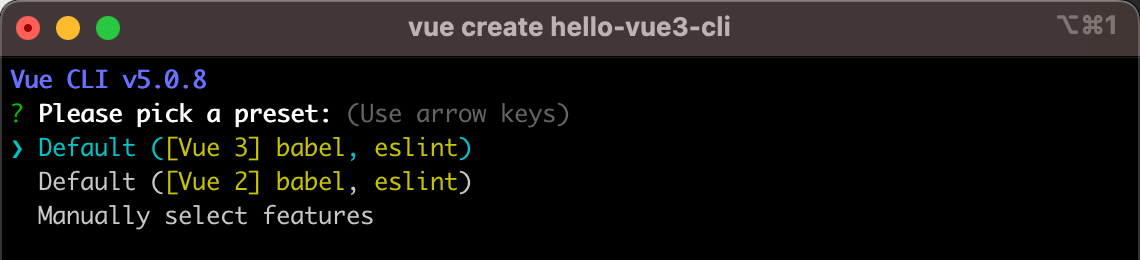 vue create hello-vue3-cli
⌥⌘1
Vue CLI v5.0.8
? Please pick a preset: (Use arrow keys)
❯ Default ([Vue 3] babel, eslint)
Default ([Vue 2] babel, eslint)
Manually select features